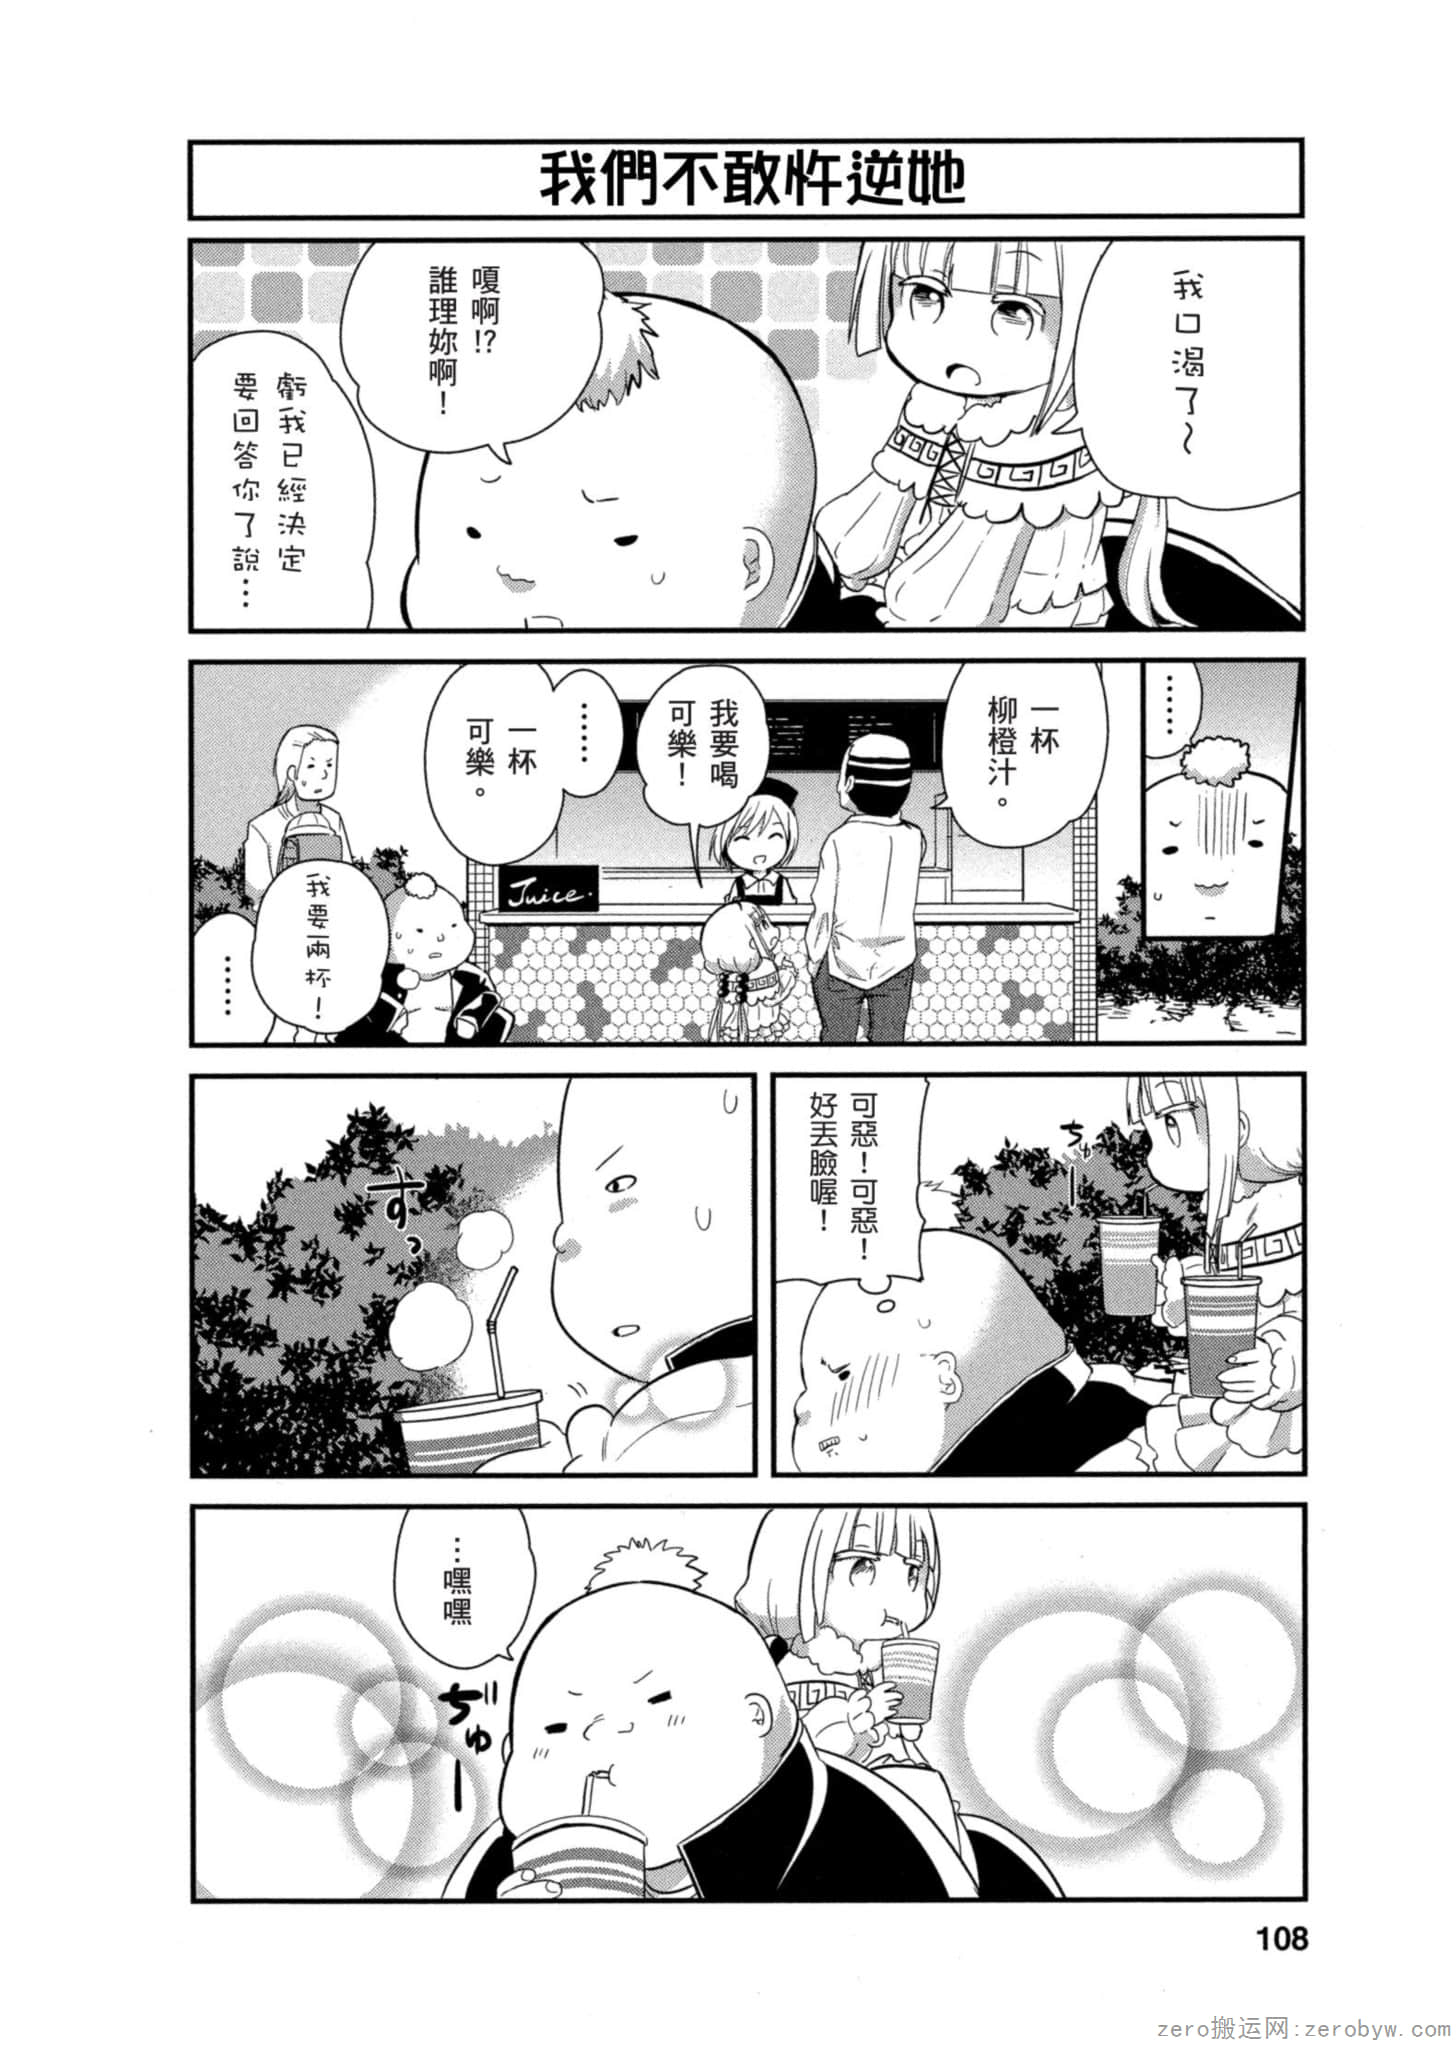 我們不敢忤逆她
我口渴了～
嗄啊!?
誰理妳啊！
虧我已經決定
要回答你了說…
……
一杯
柳橙汁。
我要喝
可樂！
……
一杯
可樂。
Juice.
我要兩杯！
……
ちゅー
可惡！可惡！
好丟臉喔！
すっ
…嘿嘿
ちゅー
108
zero搬运网:zerobyw.com